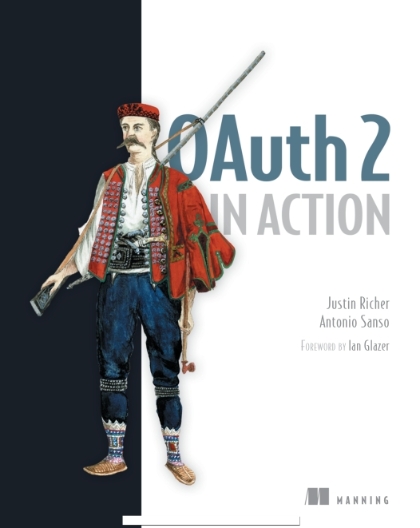 OAuth 2
IN ACTION
Justin Richer
Antonio Sanso
FOREWORD BY Ian Glazer
MANNING